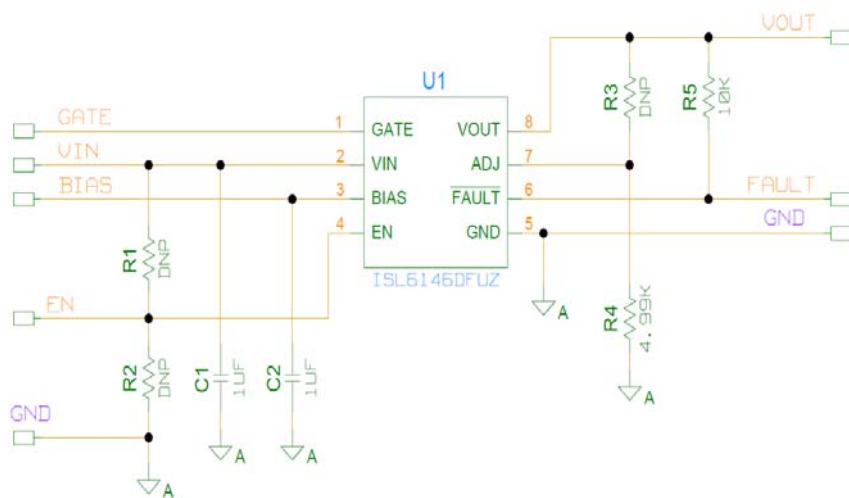 VOUT
U1
R3
DNP
R5
10K
GATE
1
GATE
VOUT
8
VIN
2
VIN
ADJ
7
BIAS
3
BIAS
FAULT
6
FAULT
4
EN
GND
5
GND
ISL6146DFUZ
R1
DNP
A
R4
4.99K
EN
R2
DNP
C1
1UF
C2
1UF
A
GND
A
A
A